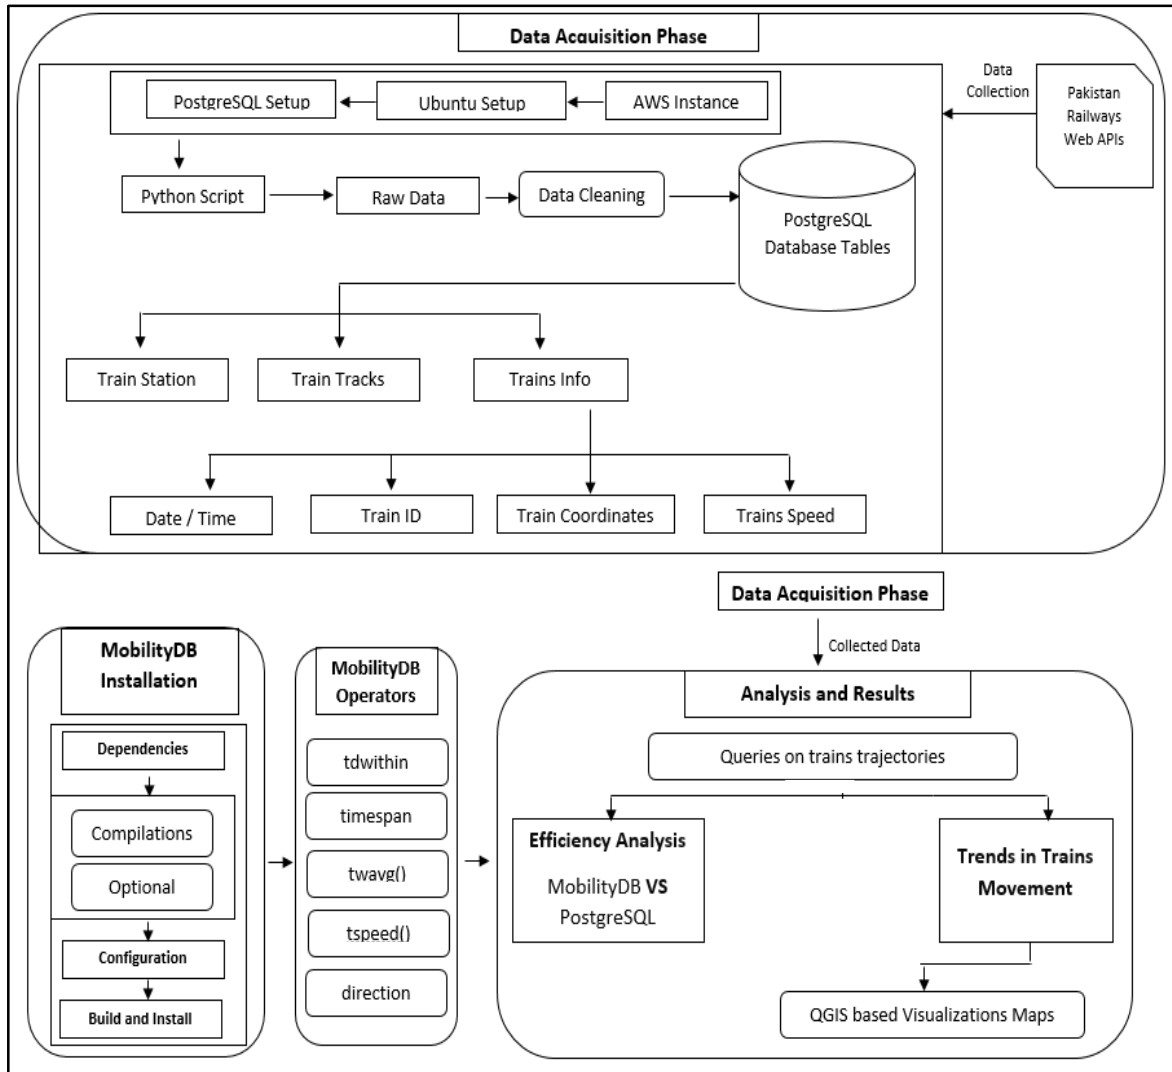 Data Acquisition Phase
PostgreSQL Setup
Ubuntu Setup
AWS Instance
Data
Collection
Pakistan
Railways
Web APIs
Python Script
Raw Data
Data Cleaning
PostgreSQL
Database Tables
Train Station
Train Tracks
Trains Info
Date / Time
Train ID
Train Coordinates
Trains Speed
Data Acquisition Phase
Collected Data
MobilityDB
Installation
Dependencies
Compilations
Optional
Configuration
Build and Install
MobilityDB
Operators
tdwithin
timespan
twavg()
tspeed()
direction
Analysis and Results
Queries on trains trajectories
Efficiency Analysis
MobilityDB VS
PostgreSQL
Trends in Trains
Movement
QGIS based Visualizations Maps